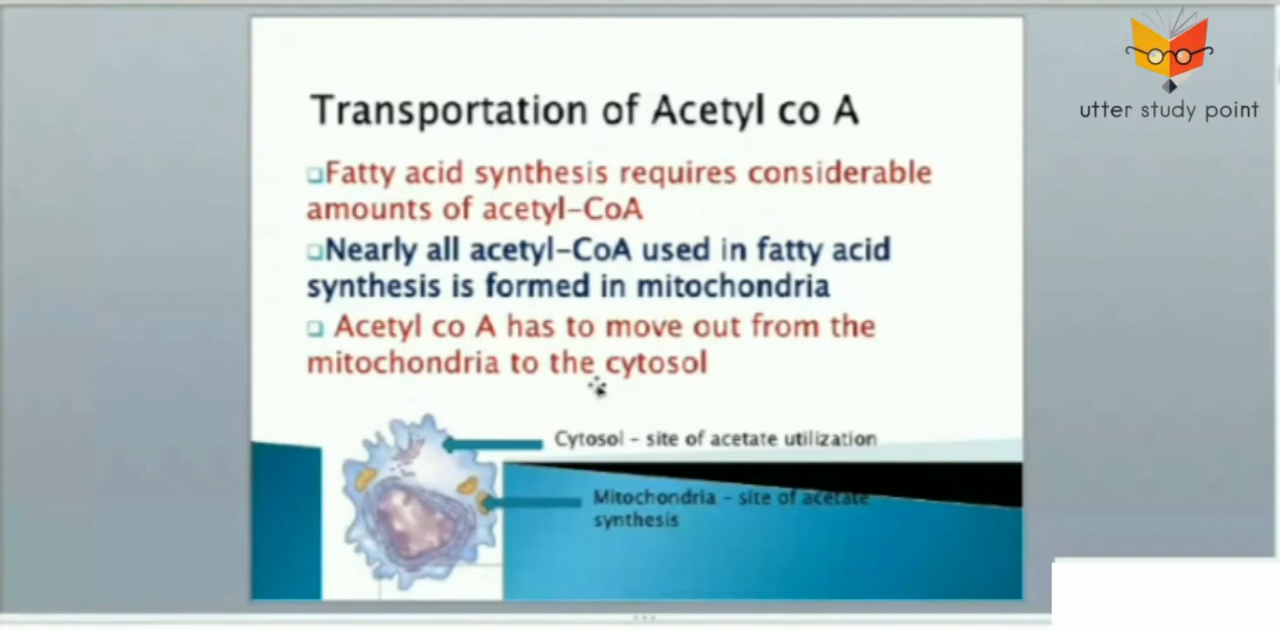 Transportation of Acetyl co A
❑Fatty acid synthesis requires considerable
amounts of acetyl-CoA
❑Nearly all acetyl-CoA used in fatty acid
synthesis is formed in mitochondria
❑ Acetyl co A has to move out from the
mitochondria to the cytosol
Cytosol – site of acetate utilization
Mitochondria – site of acetate
synthesis
utter study point